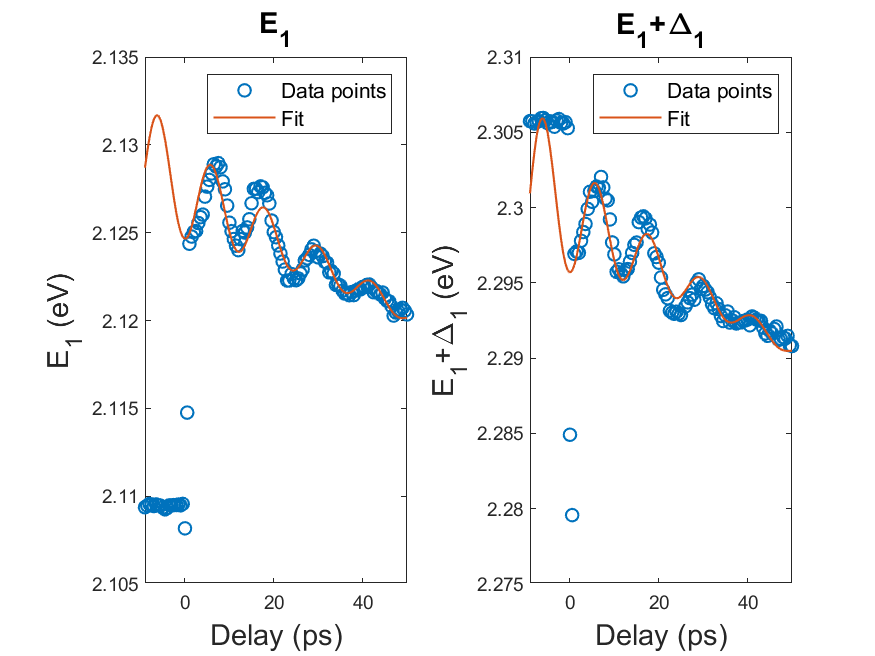 E1
2.135
2.13
2.125
2.12
2.115
2.11
2.105
E1 (eV)
0
20
40
Delay (ps)
Data points
Fit
E1+Δ1
2.31
2.305
2.3
2.295
2.29
2.285
2.28
2.275
E1+Δ1 (eV)
0
20
40
Delay (ps)
Data points
Fit